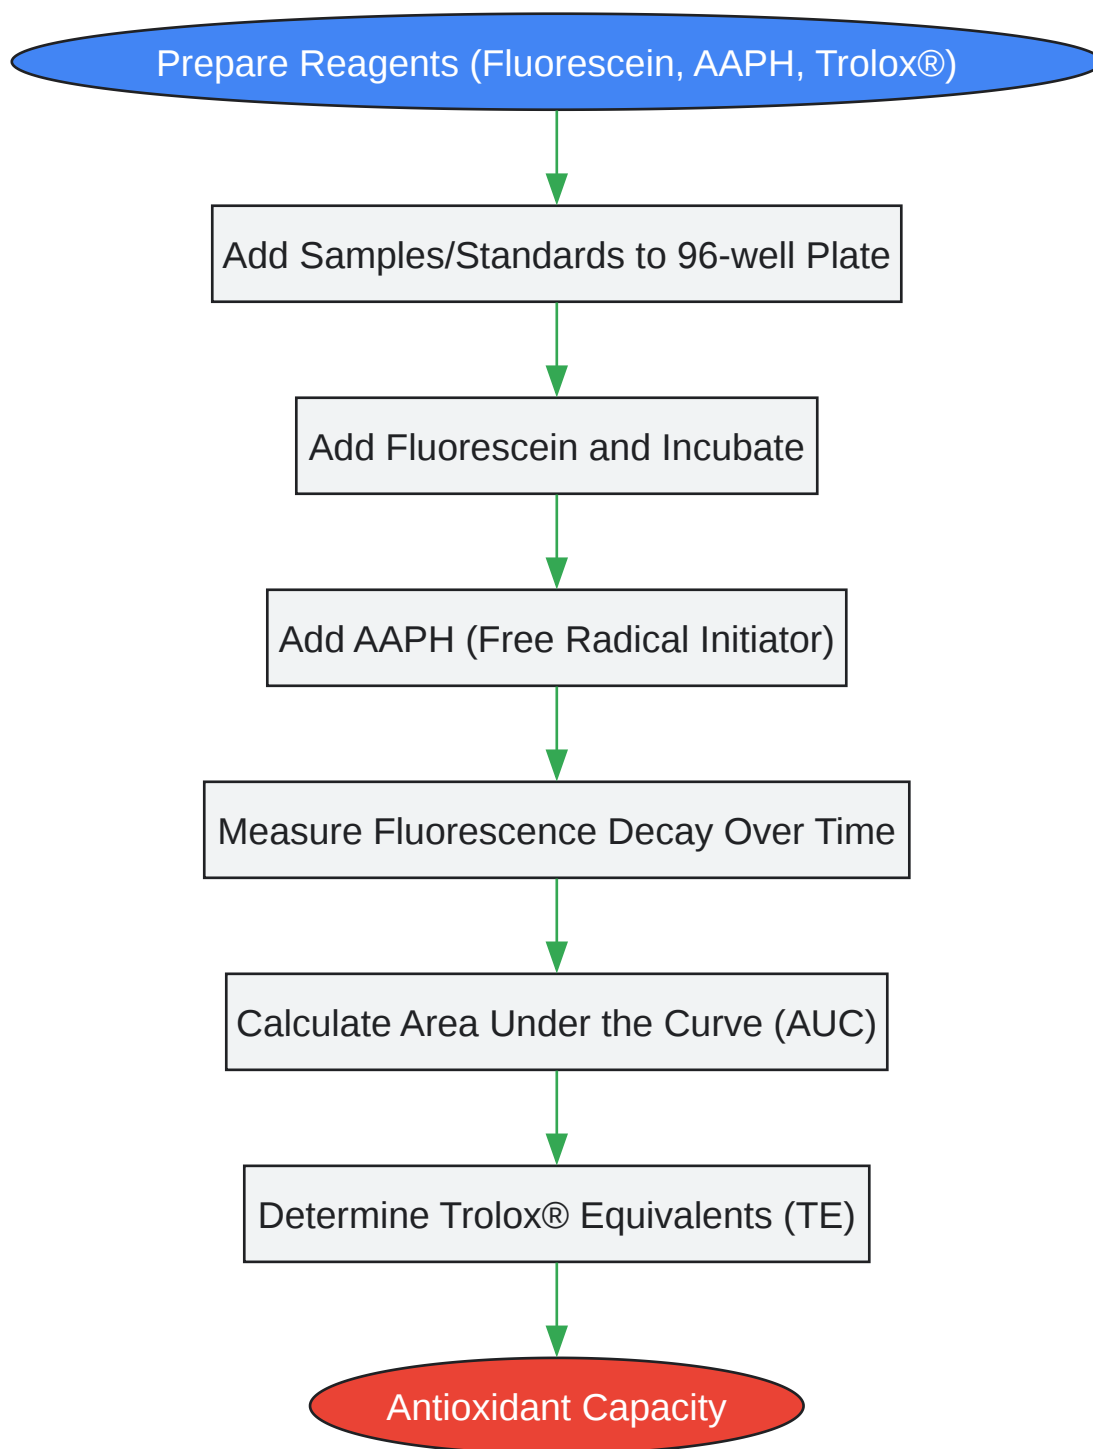 Prepare Reagents (Fluorescein, AAPH, Trolox®)
Add Samples/Standards to 96-well Plate
Add Fluorescein and Incubate
Add AAPH (Free Radical Initiator)
Measure Fluorescence Decay Over Time
Calculate Area Under the Curve (AUC)
Determine Trolox® Equivalents (TE)
Antioxidant Capacity